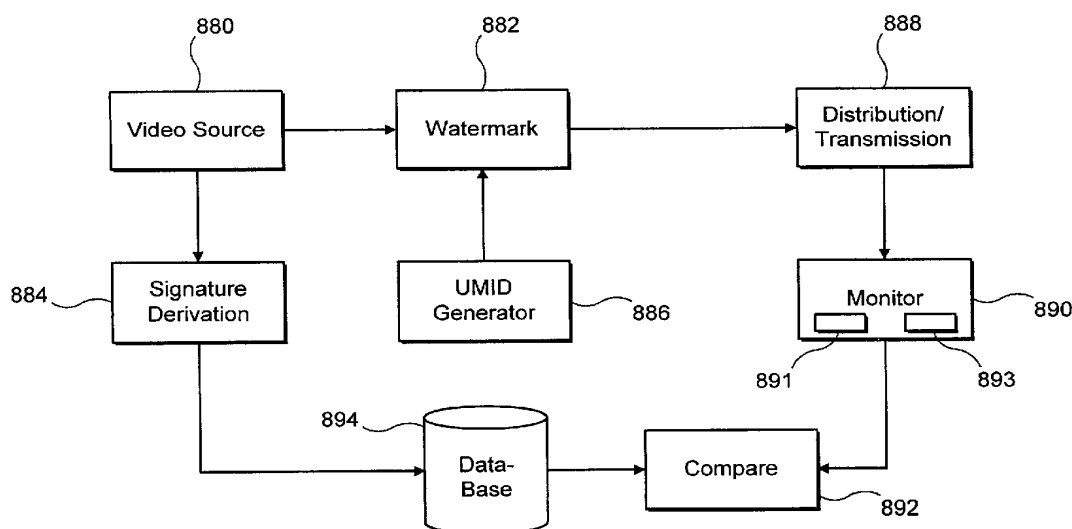 880
882
888
Video Source
Watermark
Distribution/
Transmission
884
Signature
Derivation
UMID
Generator
886
Monitor
890
891
893
894
Data-
Base
Compare
892